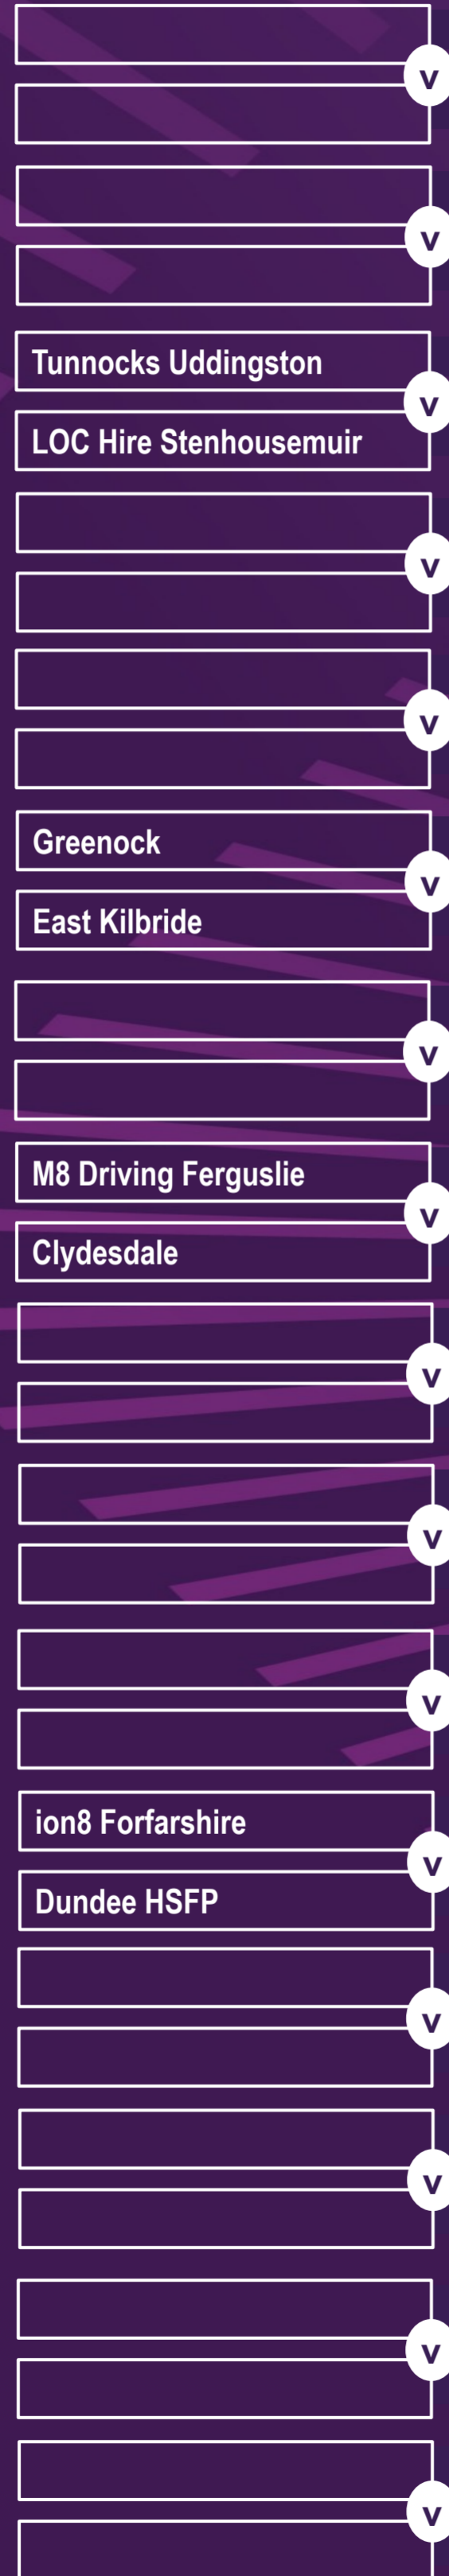 v
v
Tunnocks Uddingston
v
LOC Hire Stenhousemuir
v
v
Greenock
v
East Kilbride
v
M8 Driving Ferguslie
v
Clydesdale
v
v
v
ion8 Forfarshire
v
Dundee HSFP
v
v
v
v